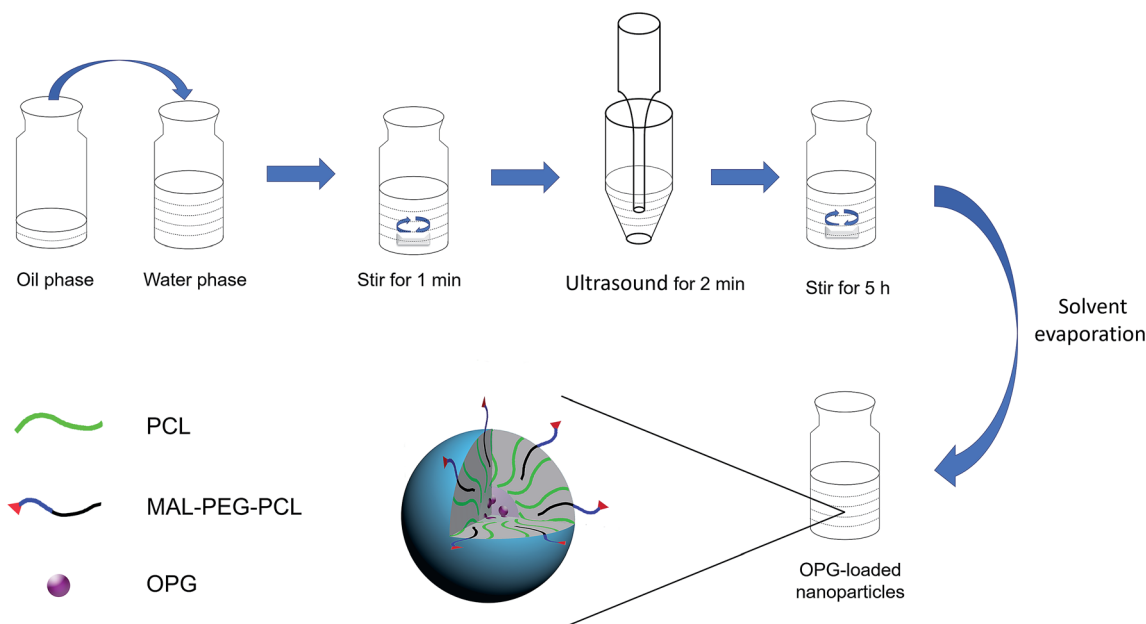 Oil phase
Water phase
Stir for 1 min
Ultrasound for 2 min
Stir for 5 h
Solvent
evaporation
PCL
MAL-PEG-PCL
OPG
OPG-loaded
nanoparticles